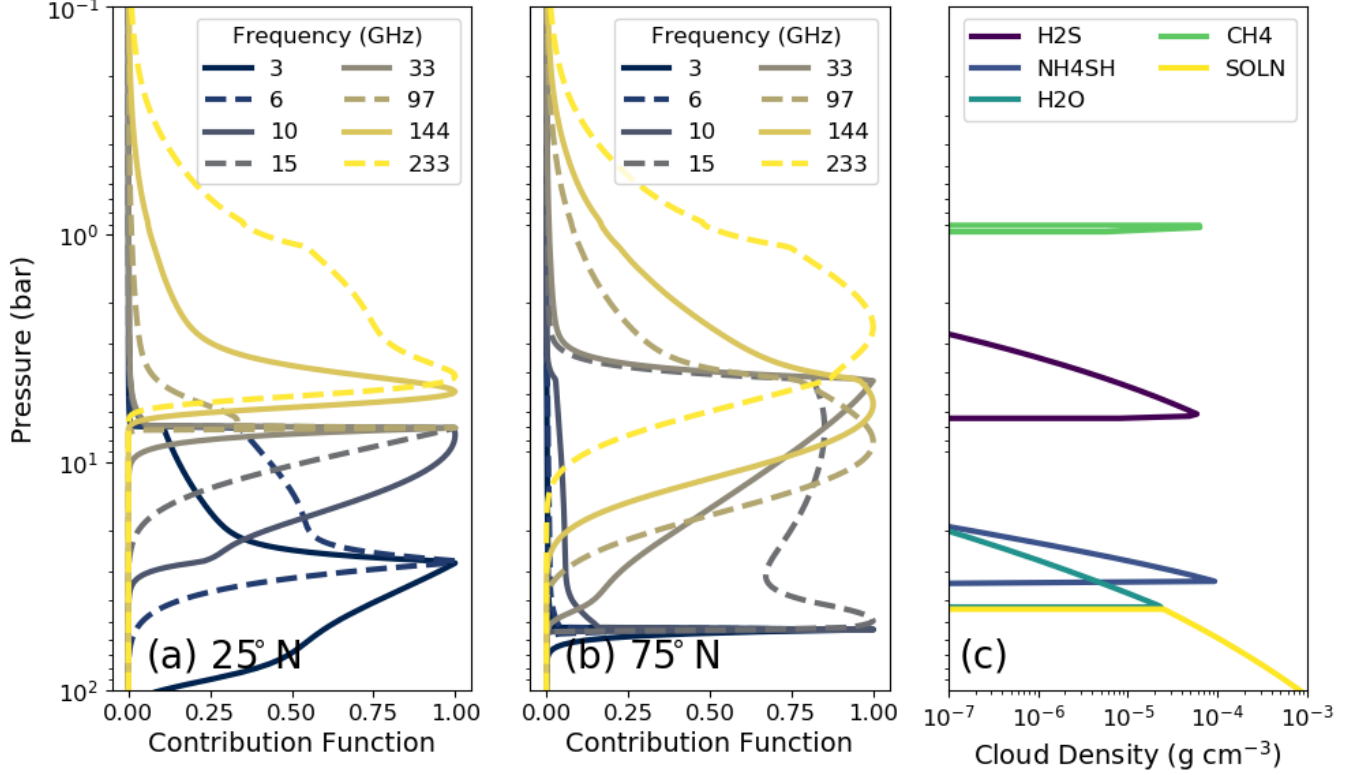 Frequency (GHz)
3 33
6 97
10 144
15 233
Frequency (GHz)
3 33
6 97
10 144
15 233
H2S CH4
NH4SH SOLN
H2O
10⁻¹
10⁰
10¹
10²
Pressure (bar)
(a) 25°N
(b) 75°N
(c)
0.00 0.25 0.50 0.75 1.00
0.00 0.25 0.50 0.75 1.00
10⁻⁷ 10⁻⁶ 10⁻⁵ 10⁻⁴ 10⁻³
Contribution Function
Contribution Function
Cloud Density (g cm⁻³)